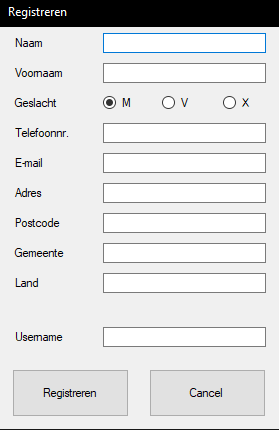 Registreren
Naam
Voornaam
Geslacht M V X
Telefoonnr.
E-mail
Adres
Postcode
Gemeente
Land
Username
Registreren Cancel